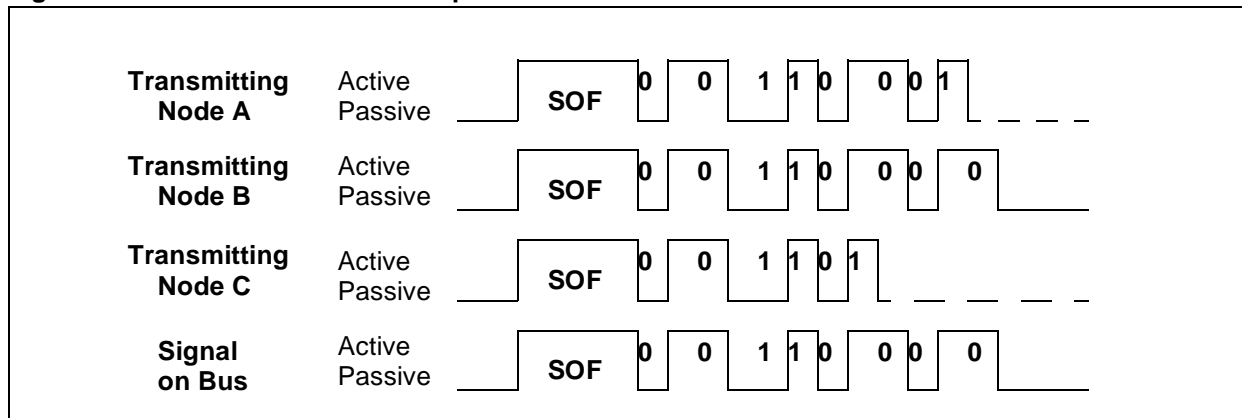 Transmitting Active 0 0 1 1 0 0 0 1
Node A Passive SOF
Transmitting Active 0 0 1 1 0 0 0 0
Node B Passive SOF
Transmitting Active 0 0 1 1 0 1
Node C Passive SOF
Signal Active 0 0 1 1 0 0 0 0
on Bus Passive SOF